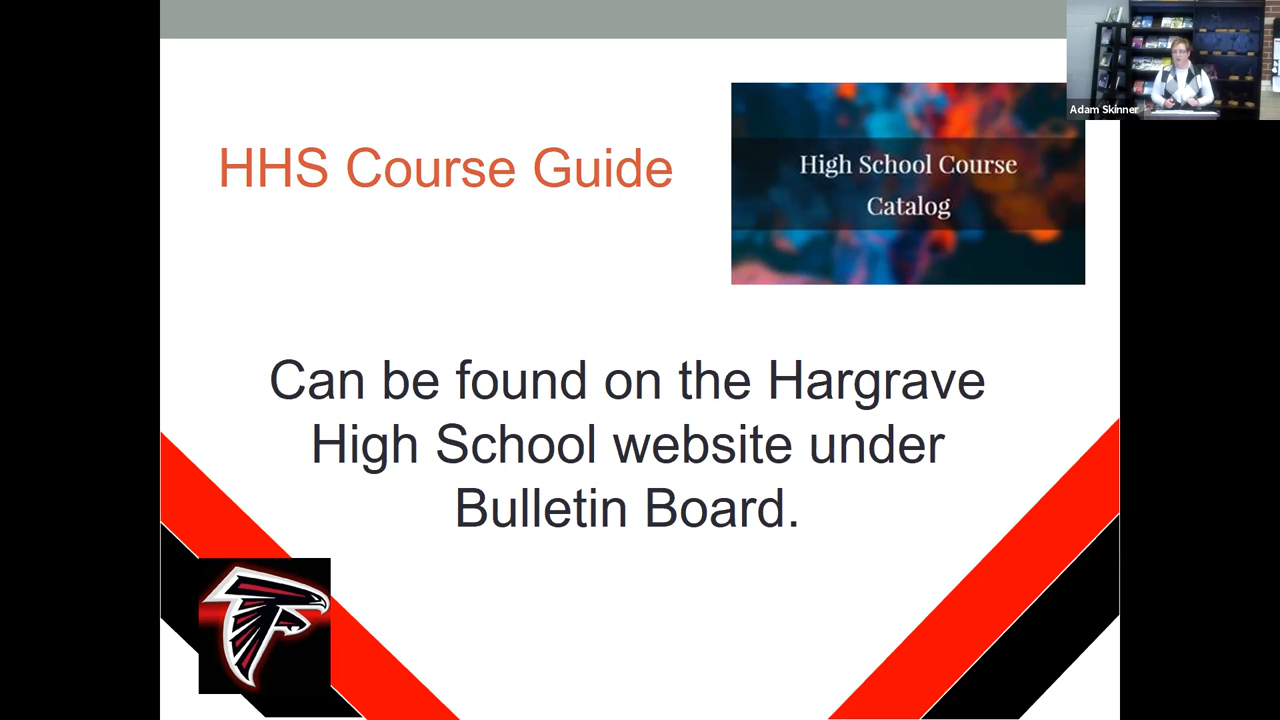 Adam Skinner
HHS Course Guide
High School Course
Catalog
Can be found on the Hargrave
High School website under
Bulletin Board.